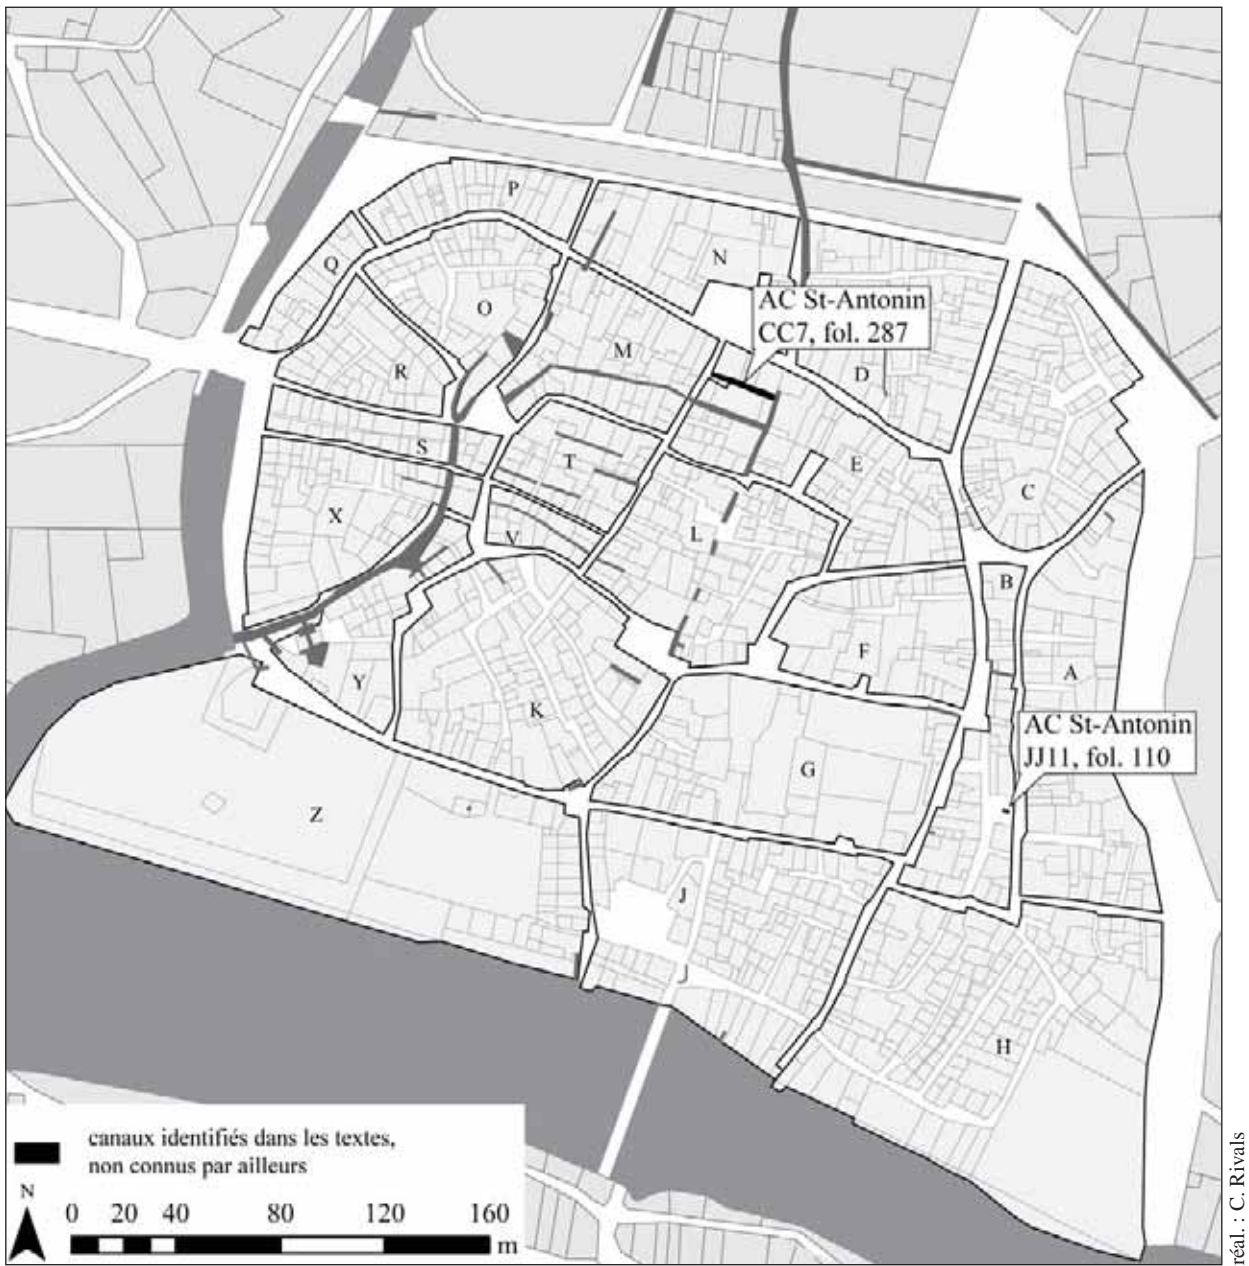 P
N
Q
AC St-Antonin
CC7, fol. 287
O
M
R
D
S
T
E
C
X
V
L
B
F
A
Y
K
AC St-Antonin
JJ11, fol. 110
G
Z
J
H
canaux identifiés dans les textes,
non connus par ailleurs
N
0 20 40 80 120 160
m
réal. : C. Rivals